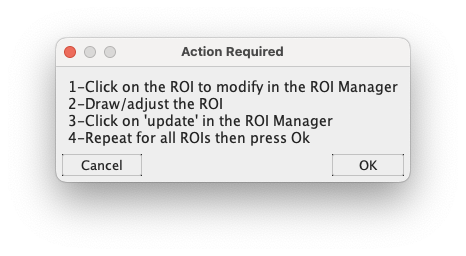 Action Required
1-Click on the ROI to modify in the ROI Manager
2-Draw/adjust the ROI
3-Click on 'update' in the ROI Manager
4-Repeat for all ROIs then press Ok
Cancel
OK